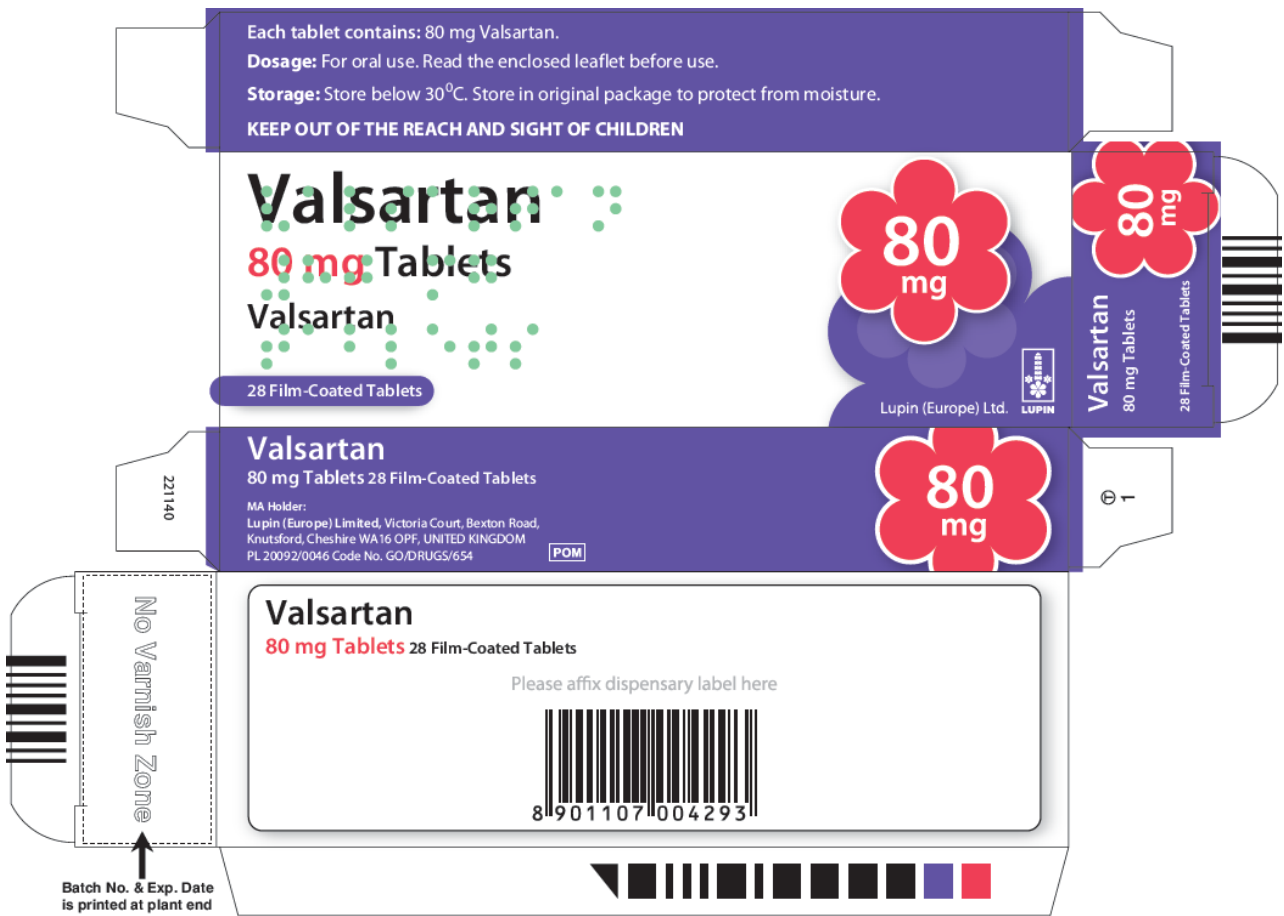 Each tablet contains: 80 mg Valsartan.
Dosage: For oral use. Read the enclosed leaflet before use.
Storage: Store below 30⁰C. Store in original package to protect from moisture.
KEEP OUT OF THE REACH AND SIGHT OF CHILDREN
Valsartan
80 mg Tablets
Valsartan
28 Film-Coated Tablets
80
mg
Lupin (Europe) Ltd.
LUPIN
80
mg
Valsartan
80 mg Tablets
28 Film-Coated Tablets
221140
Valsartan
80 mg Tablets 28 Film-Coated Tablets
MA Holder:
Lupin (Europe) Limited, Victoria Court, Bexton Road,
Knutsford, Cheshire WA16 OPF, UNITED KINGDOM
PL 20092/0046 Code No. GO/DRUGS/654
POM
80
mg
T 1
No Varnish Zone
Batch No. & Exp. Date
is printed at plant end
Valsartan
80 mg Tablets 28 Film-Coated Tablets
Please affix dispensary label here
8 901107 004293